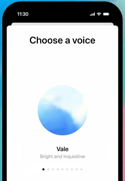 11:30
Choose a voice
Vale
Bright and inquisitive